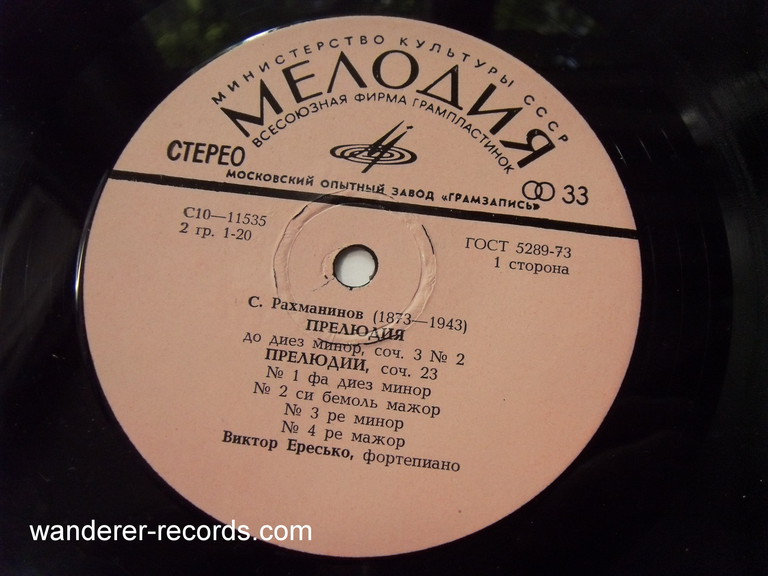 МИНИСТЕРСТВО КУЛЬТУРЫ СССР
МЕЛОДИЯ
ВСЕСОЮЗНАЯ ФИРМА ГРАМПЛАСТИНОК
СТЕРЕО
33
МОСКОВСКИЙ ОПЫТНЫЙ ЗАВОД «ГРАМЗАПИСЬ»
С10—11535
2 гр. 1-20
ГОСТ 5289-73
1 сторона
С. Рахманинов (1873—1943)
ПРЕЛЮДИЯ
до диез минор, соч. 3 № 2
ПРЕЛЮДИИ, соч. 23
№ 1 фа диез минор
№ 2 си бемоль мажор
№ 3 ре минор
№ 4 ре мажор
Виктор Ересько, фортепиано
wanderer-records.com